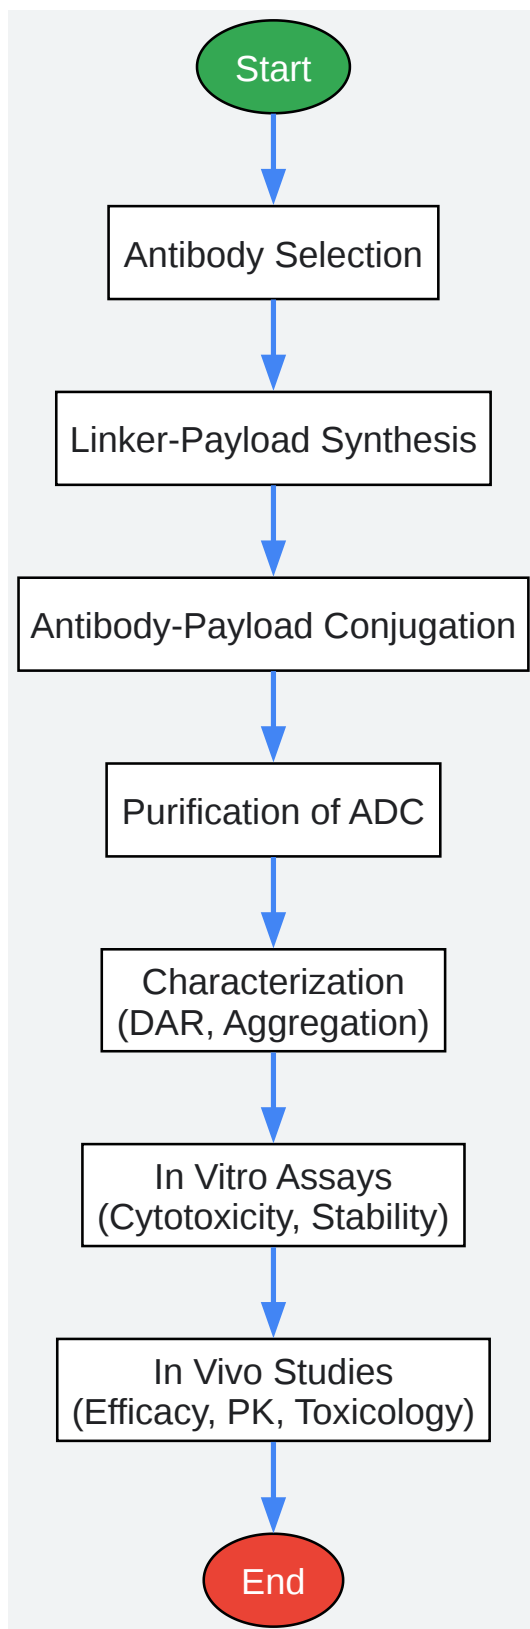 Start
Antibody Selection
Linker-Payload Synthesis
Antibody-Payload Conjugation
Purification of ADC
Characterization
(DAR, Aggregation)
In Vitro Assays
(Cytotoxicity, Stability)
In Vivo Studies
(Efficacy, PK, Toxicology)
End